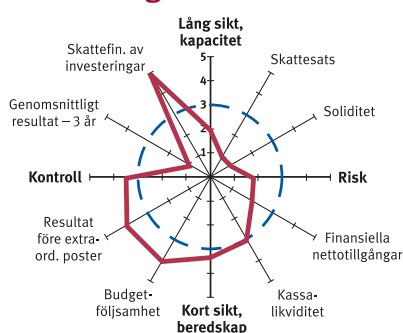 Lång sikt,
kapacitet
Skattefin. av
investeringar
Skattesats
Genomsnittligt
resultat – 3 år
Soliditet
5
4
3
2
1
Kontroll
Risk
Resultat
före extra-
ord. poster
Finansiella
nettotillgångar
Budget-
följsamhet
Kort sikt,
beredskap
Kassa-
likviditet